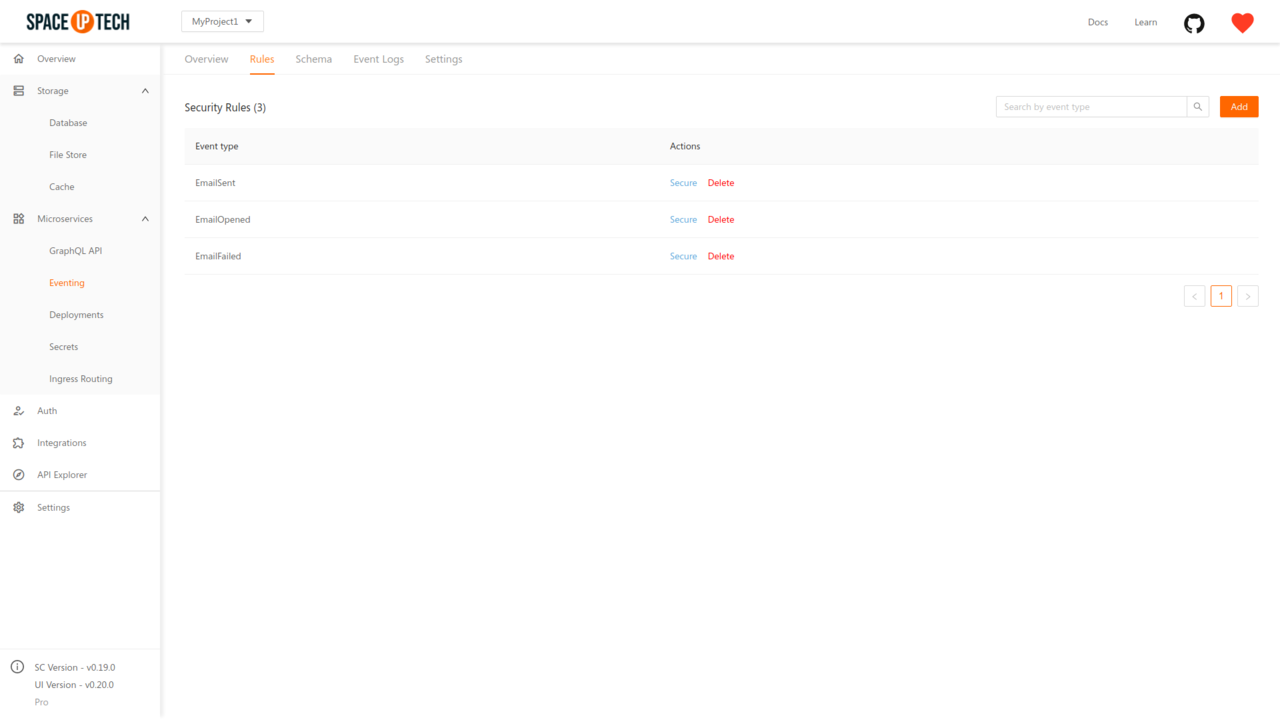 SPACE UP TECH
MyProject1
Docs
Learn
Overview
Storage
Database
File Store
Cache
Microservices
GraphQL API
Eventing
Deployments
Secrets
Ingress Routing
Auth
Integrations
API Explorer
Settings
SC Version - v0.19.0
UI Version - v0.20.0
Pro
Overview
Rules
Schema
Event Logs
Settings
Security Rules (3)
Search by event type
Add
Event type
Actions
EmailSent
Secure
Delete
EmailOpened
Secure
Delete
EmailFailed
Secure
Delete
1